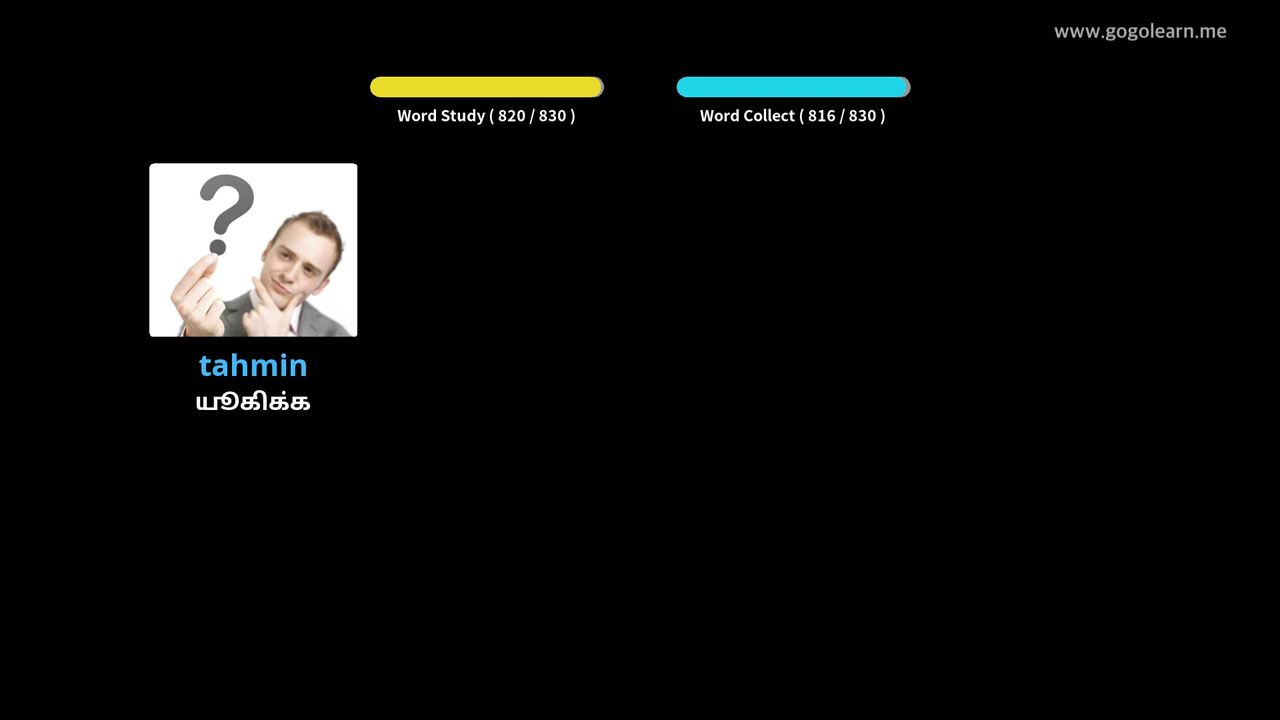 www.gogolearn.me
Word Study ( 820 / 830 )
Word Collect ( 816 / 830 )
?
tahmin
யூகிக்க